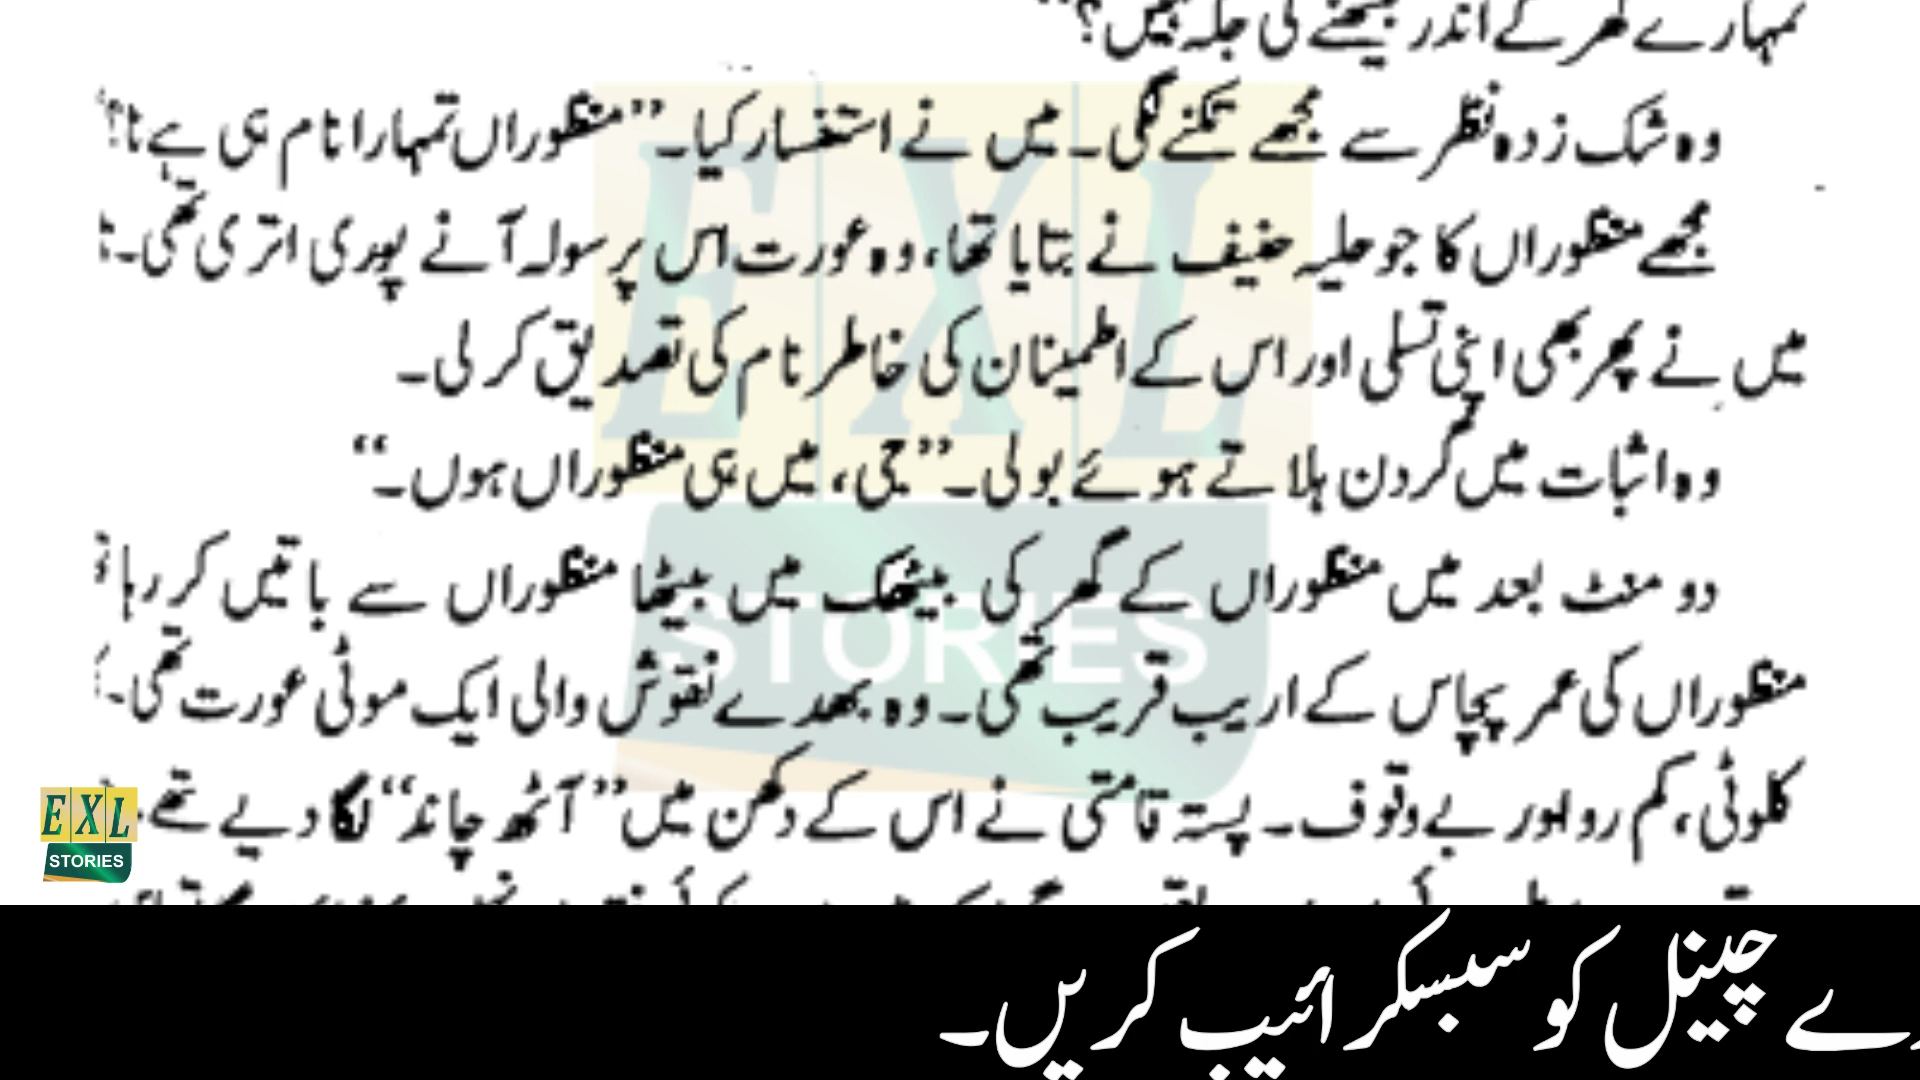 تمہارے گھر کے اندر بیٹھنے کی جگہ نہیں؟“
وہ شک زدہ نظر سے مجھے تکنے لگی۔ میں نے استفسار کیا۔ ”منظوراں تمہارا نام ہی ہے نا؟
مجھے منظوراں کا جو حلیہ حنیف نے بتایا تھا، وہ عورت اس پر سولہ آنے پوری اتری تھی۔
میں نے پھر بھی اپنی تسلی اور اس کے اطمینان کی خاطر نام کی تصدیق کر لی۔
وہ اثبات میں گردن ہلاتے ہوئے بولی۔ ”جی، میں ہی منظوراں ہوں۔“
دو منٹ بعد میں منظوراں کے گھر کی بیٹھک میں بیٹھا منظوراں سے باتیں کر رہا
منظوراں کی عمر پچاس کے اریب قریب تھی۔ وہ بھدے نقوش والی ایک موٹی عورت تھی۔
کلوٹی، کم رو اور بے وقوف۔ پستہ قامتی نے اس کے دکھن میں ”آٹھ چاند“ لگا دیے تھے۔
EXL
STORIES
EXL
STORIES
رے چینل کو سبسکرائیب کریں۔